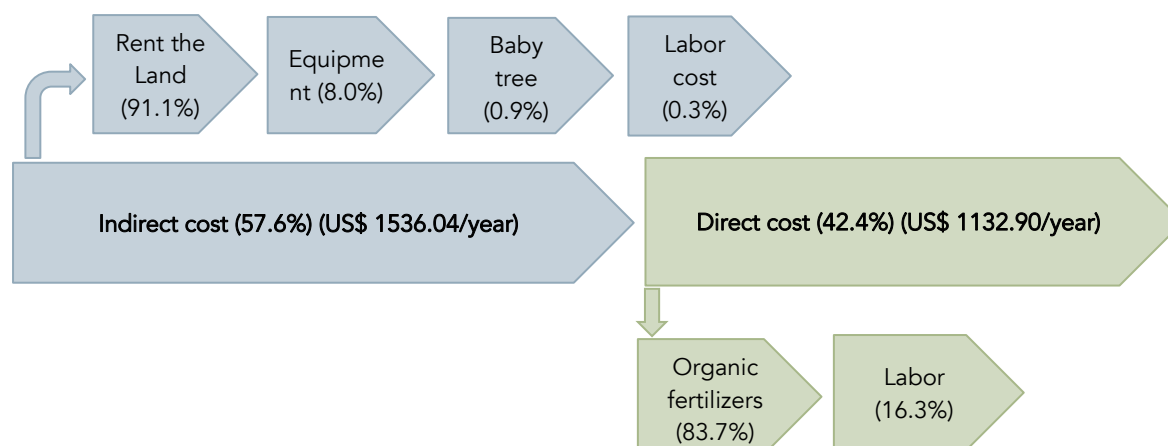 Rent the
Land
(91.1%)
Equipme
nt (8.0%)
Baby
tree
(0.9%)
Labor
cost
(0.3%)
Indirect cost (57.6%) (US$ 1536.04/year)
Direct cost (42.4%) (US$ 1132.90/year)
Organic
fertilizers
(83.7%)
Labor
(16.3%)